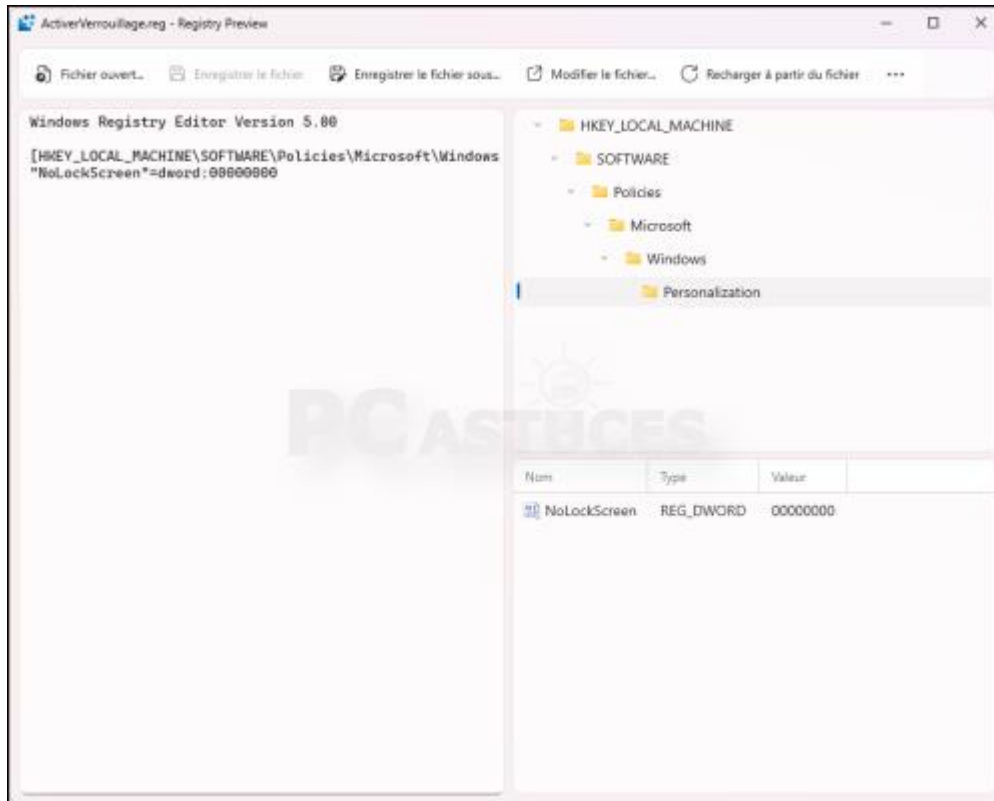 ActiverVerrouillage.reg - Registry Preview
Fichier ouvert... Enregistrer le fichier Enregistrer le fichier sous... Modifier le fichier... Recharger à partir du fichier ...
Windows Registry Editor Version 5.00
[HKEY_LOCAL_MACHINE\SOFTWARE\Policies\Microsoft\Windows
"NoLockScreen"=dword:00000000
HKEY_LOCAL_MACHINE
SOFTWARE
Policies
Microsoft
Windows
Personalization
PC ASTUCES
Nom Type Valeur
NoLockScreen REG_DWORD 00000000